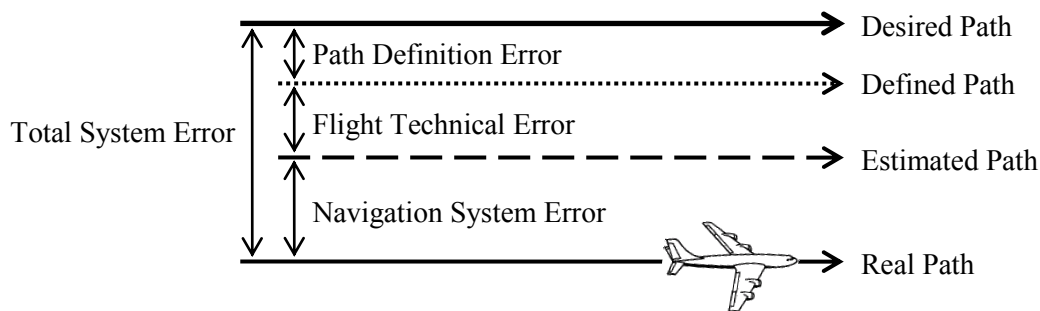 Desired Path
Path Definition Error
Defined Path
Flight Technical Error
Total System Error
Estimated Path
Navigation System Error
Real Path